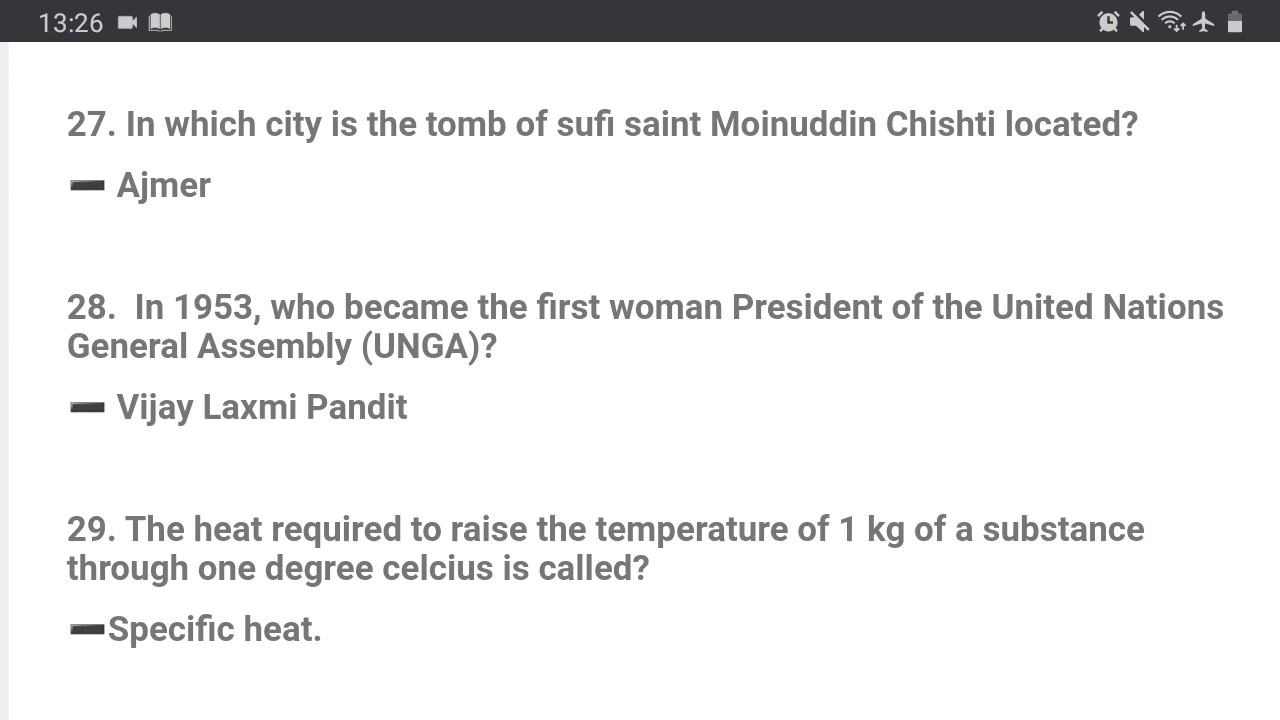 13:26
27. In which city is the tomb of sufi saint Moinuddin Chishti located?
➖ Ajmer
28.  In 1953, who became the first woman President of the United Nations
General Assembly (UNGA)?
➖ Vijay Laxmi Pandit
29. The heat required to raise the temperature of 1 kg of a substance
through one degree celcius is called?
➖Specific heat.